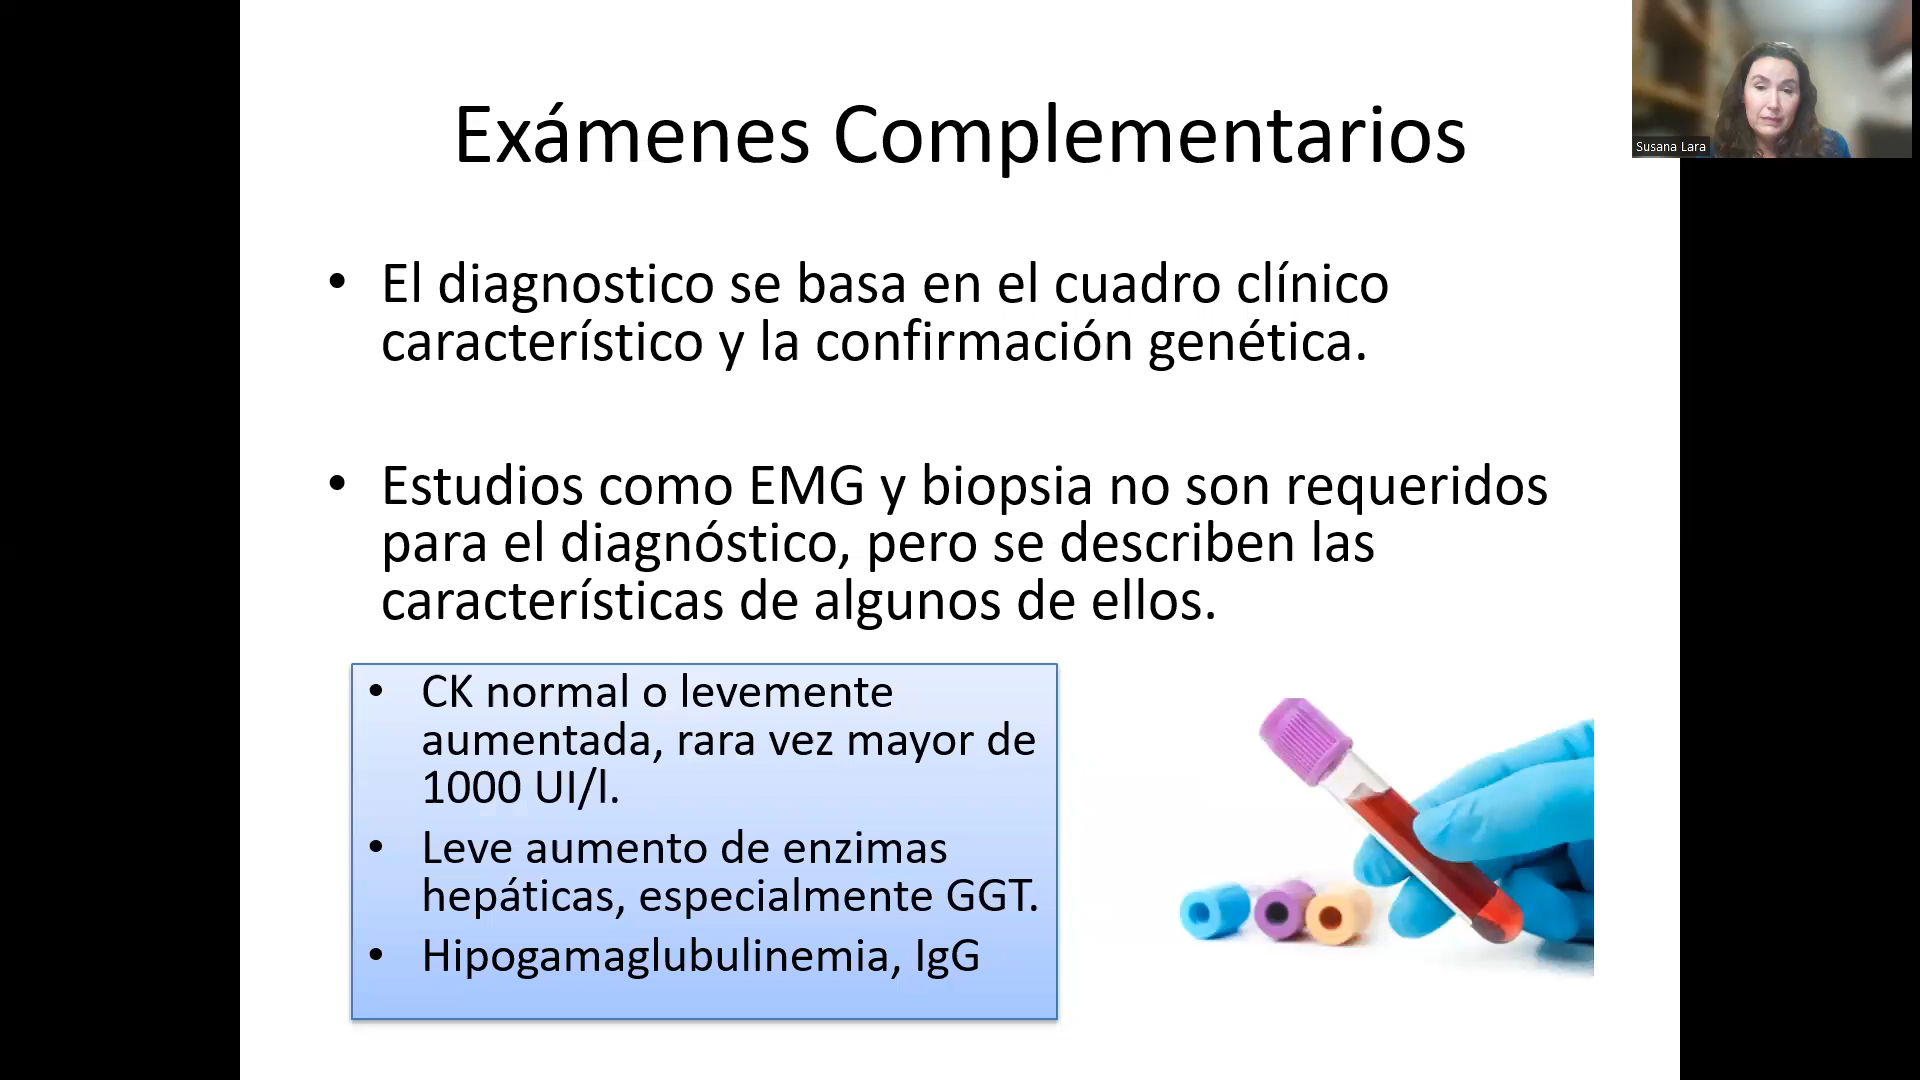 Exámenes Complementarios
Susana Lara
• El diagnostico se basa en el cuadro clínico
característico y la confirmación genética.
• Estudios como EMG y biopsia no son requeridos
para el diagnóstico, pero se describen las
características de algunos de ellos.
• CK normal o levemente
aumentada, rara vez mayor de
1000 UI/l.
• Leve aumento de enzimas
hepáticas, especialmente GGT.
• Hipogamaglubulinemia, IgG